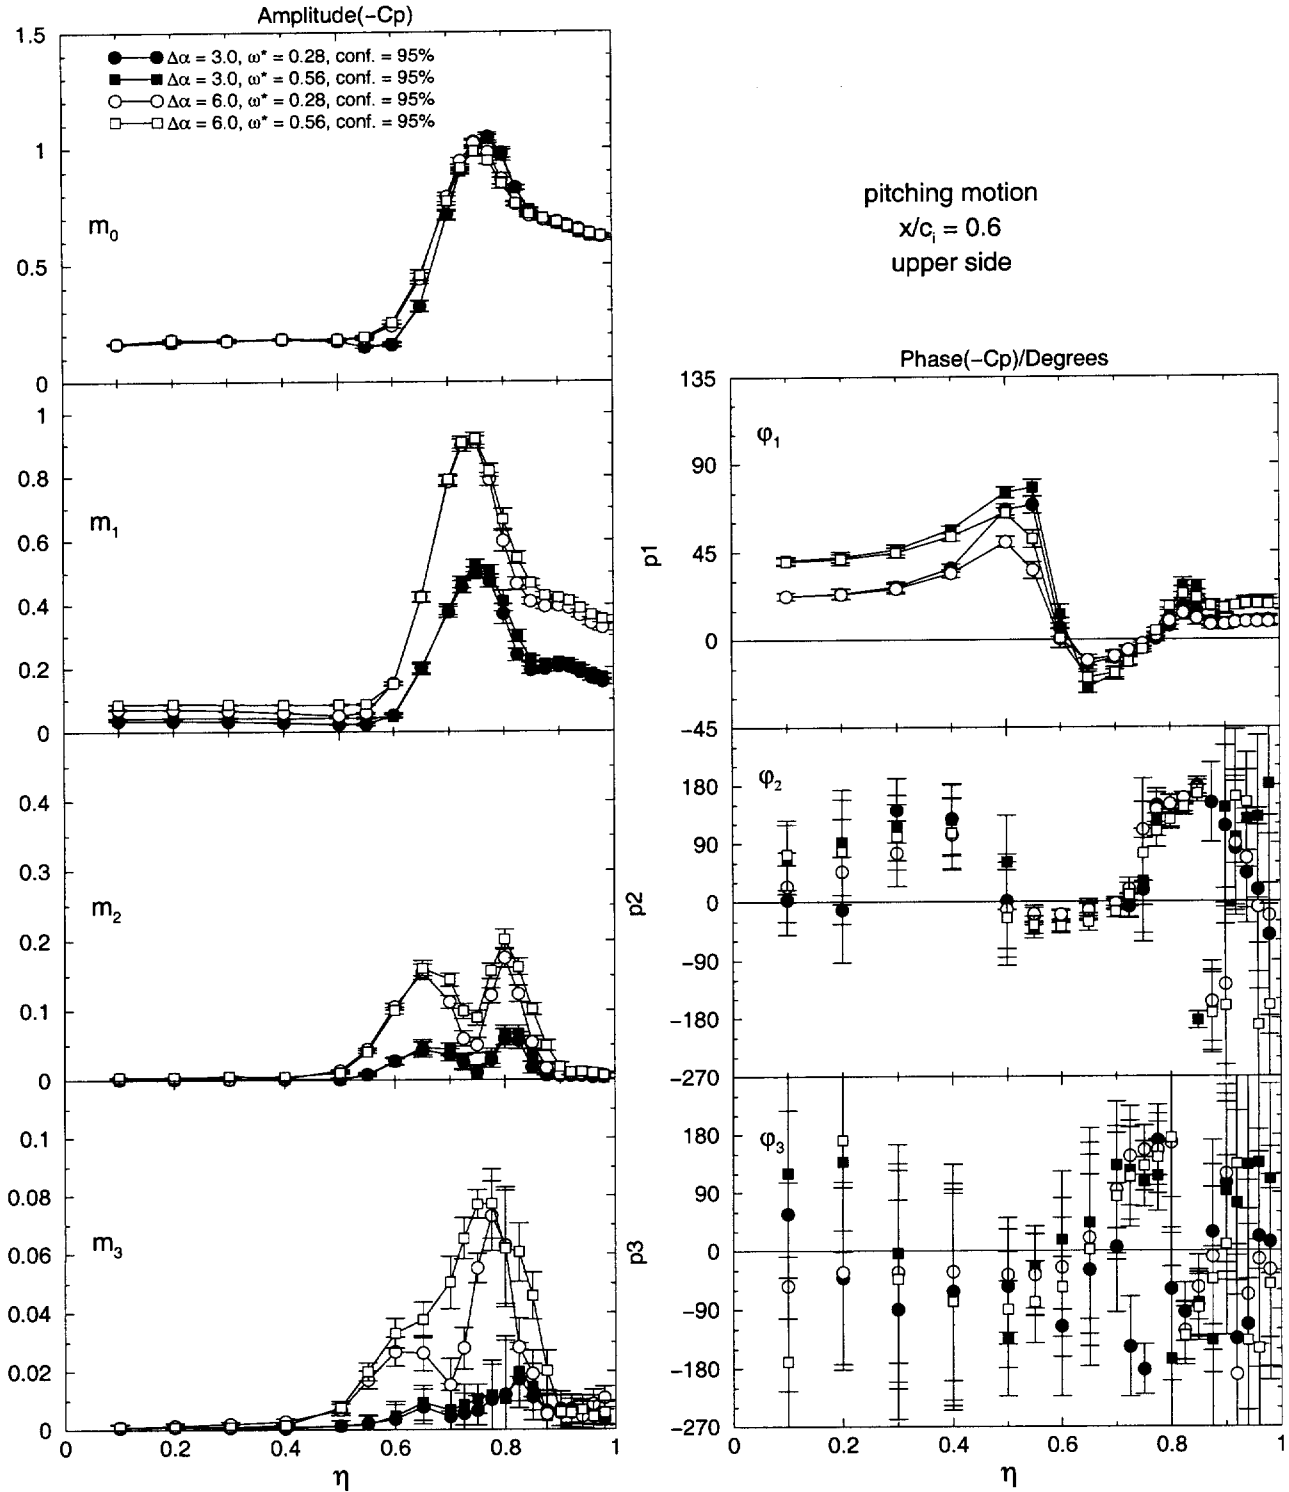 Amplitude(−Cp)
1.5
Δα = 3.0, ω* = 0.28, conf. = 95%
Δα = 3.0, ω* = 0.56, conf. = 95%
Δα = 6.0, ω* = 0.28, conf. = 95%
Δα = 6.0, ω* = 0.56, conf. = 95%
1
m₀
0.5
0
pitching motion
x/cᵢ = 0.6
upper side
1
0.8
m₁
0.6
0.4
0.2
0
Phase(−Cp)/Degrees
135
φ₁
90
p1
45
0
−45
0.4
0.3
m₂
0.2
0.1
0
φ₂
180
90
p2
0
−90
−180
−270
0.1
0.08
m₃
0.06
0.04
0.02
0
0 0.2 0.4 0.6 0.8 1
η
φ₃
180
90
p3
0
−90
−180
−270
0 0.2 0.4 0.6 0.8 1
η